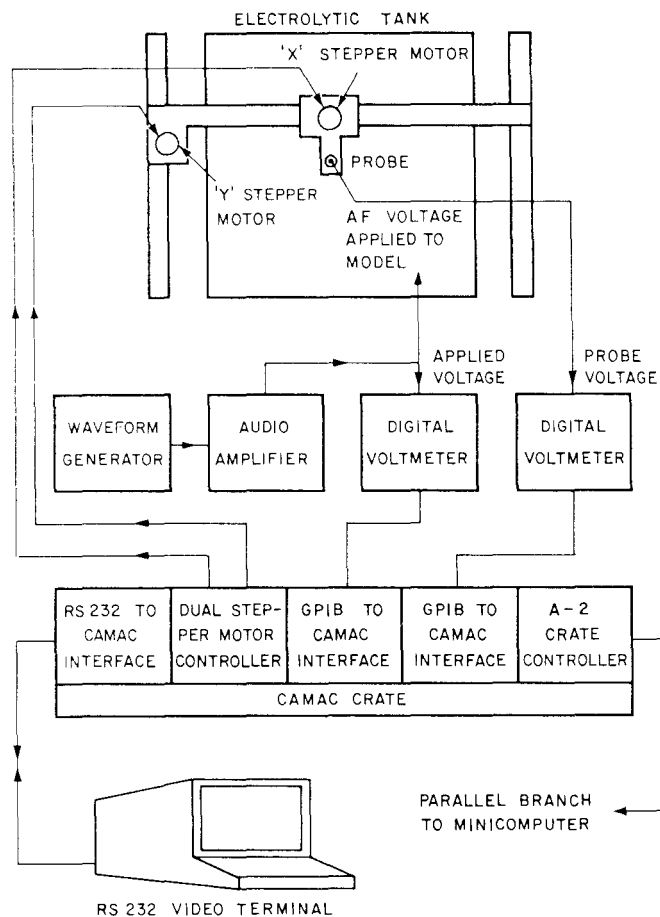 ELECTROLYTIC TANK
'X' STEPPER MOTOR
PROBE
'Y' STEPPER
MOTOR
AF VOLTAGE
APPLIED TO
MODEL
APPLIED
VOLTAGE
PROBE
VOLTAGE
WAVEFORM
GENERATOR
AUDIO
AMPLIFIER
DIGITAL
VOLTMETER
DIGITAL
VOLTMETER
RS 232 TO
CAMAC
INTERFACE
DUAL STEP-
PER MOTOR
CONTROLLER
GPIB TO
CAMAC
INTERFACE
GPIB TO
CAMAC
INTERFACE
A-2
CRATE
CONTROLLER
CAMAC CRATE
PARALLEL BRANCH
TO MINICOMPUTER
RS 232 VIDEO TERMINAL